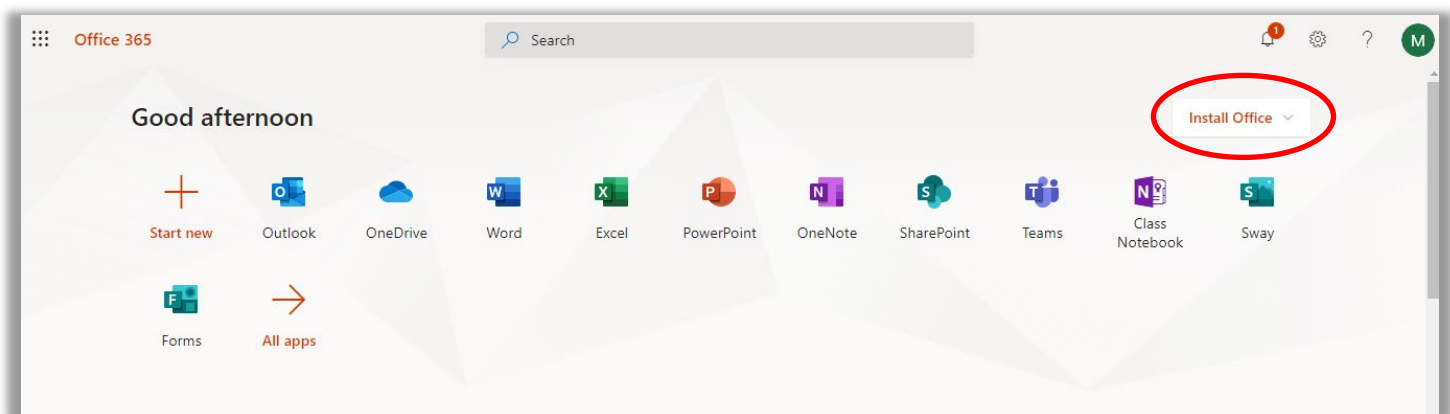 Office 365
Search
1
?
M
Good afternoon
Install Office
Start new
Outlook
OneDrive
Word
Excel
PowerPoint
OneNote
SharePoint
Teams
Class
Notebook
Sway
Forms
All apps